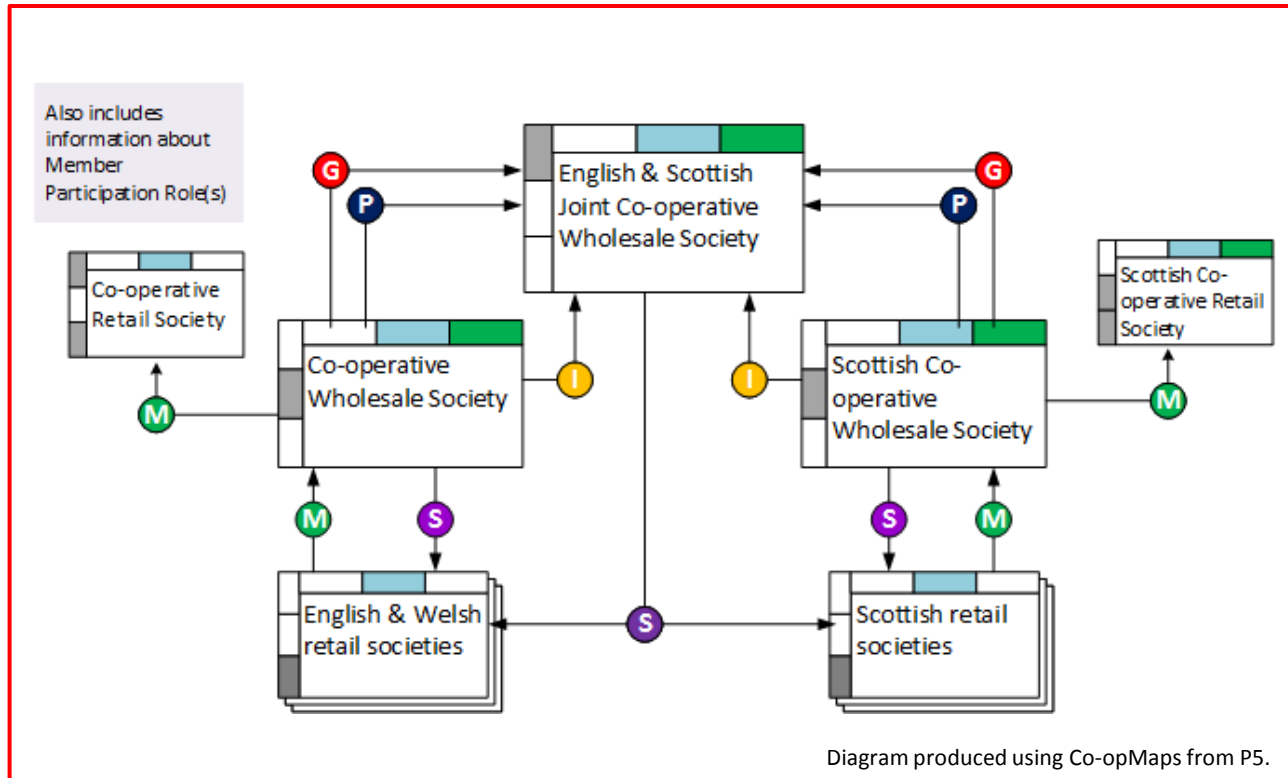 Also includes
information about
Member
Participation Role(s)
English & Scottish
Joint Co-operative
Wholesale Society
G
P
P
G
Co-operative
Retail Society
Scottish Co-
operative Retail
Society
Co-operative
Wholesale Society
I
I
Scottish Co-
operative
Wholesale Society
M
M
M
S
S
M
English & Welsh
retail societies
S
Scottish retail
societies
Diagram produced using Co-opMaps from P5.